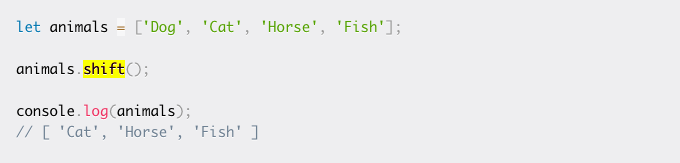 let animals = ['Dog', 'Cat', 'Horse', 'Fish'];
animals.shift();
console.log(animals);
// [ 'Cat', 'Horse', 'Fish' ]